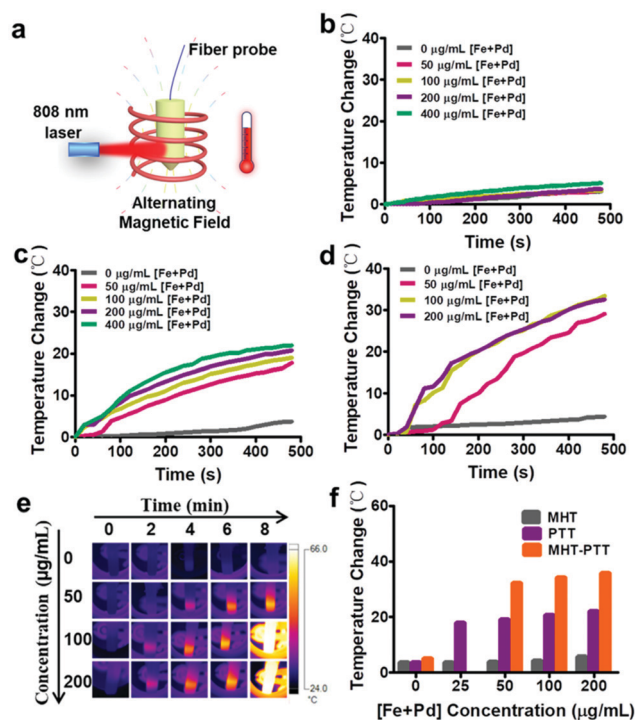 a
Fiber probe
808 nm
laser
Alternating
Magnetic Field
b
Temperature Change (℃)
40
30
20
10
0
0 μg/mL [Fe+Pd]
50 μg/mL [Fe+Pd]
100 μg/mL [Fe+Pd]
200 μg/mL [Fe+Pd]
400 μg/mL [Fe+Pd]
0 100 200 300 400 500
Time (s)
c
Temperature Change (℃)
40
30
20
10
0
0 μg/mL [Fe+Pd]
50 μg/mL [Fe+Pd]
100 μg/mL [Fe+Pd]
200 μg/mL [Fe+Pd]
400 μg/mL [Fe+Pd]
0 100 200 300 400 500
Time (s)
d
Temperature Change (℃)
40
30
20
10
0
0 μg/mL [Fe+Pd]
50 μg/mL [Fe+Pd]
100 μg/mL [Fe+Pd]
200 μg/mL [Fe+Pd]
0 100 200 300 400 500
Time (s)
e
Time (min)
0 2 4 6 8
Concentration (μg/mL)
0
50
100
200
66.0
24.0
°C
f
Temperature Change (℃)
60
40
20
0
MHT
PTT
MHT-PTT
0 25 50 100 200
[Fe+Pd] Concentration (μg/mL)